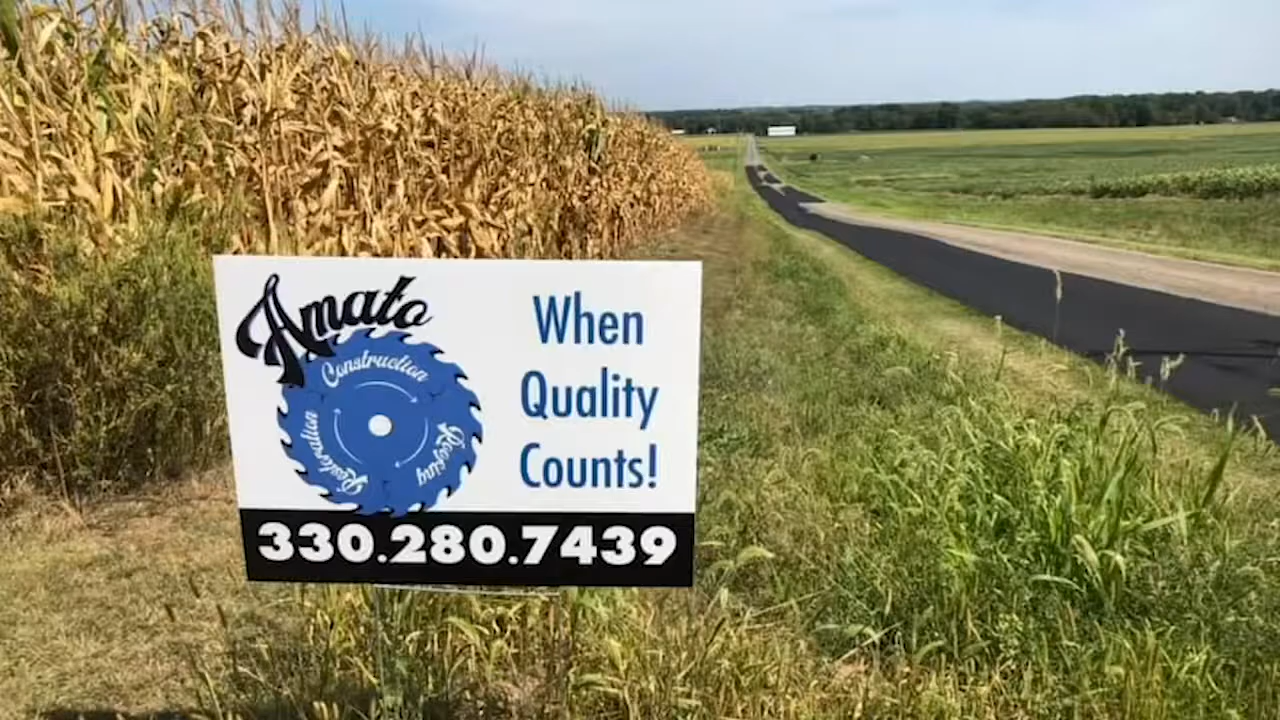 Amato
Construction
Restoration
Roofing
When
Quality
Counts!
330.280.7439